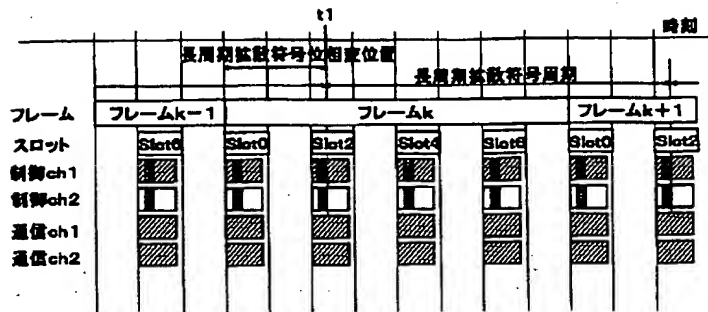 t1
時刻
長周期拡散符号位相変位置
長周期拡散符号周期
フレーム フレームk-1 フレームk フレームk+1
スロット Slot6 Slot0 Slot2 Slot4 Slot6 Slot0 Slot2
制御ch1
制御ch2
通信ch1
通信ch2